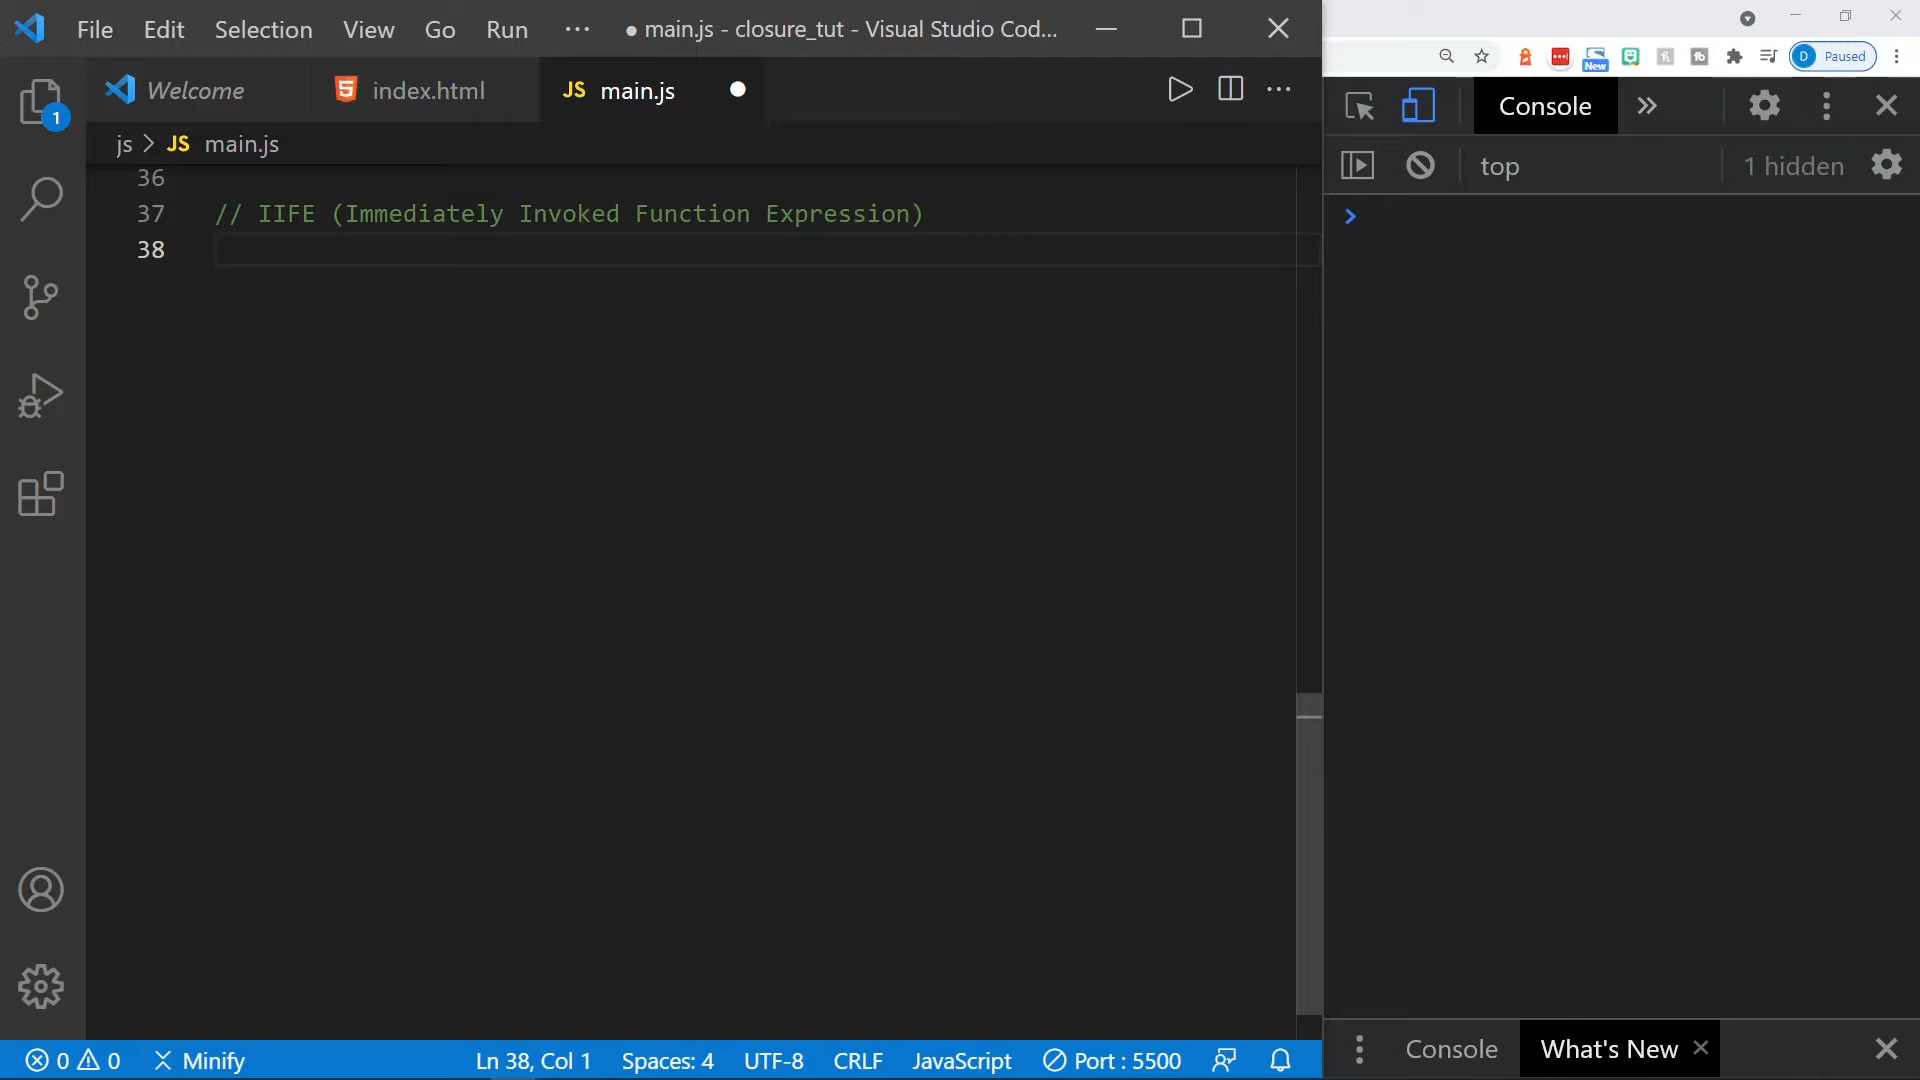 File Edit Selection View Go Run ··· ● main.js - closure_tut - Visual Studio Cod...
Welcome index.html JS main.js
js > JS main.js
36
37 // IIFE (Immediately Invoked Function Expression)
38
1
0 0 Minify Ln 38, Col 1 Spaces: 4 UTF-8 CRLF JavaScript Port : 5500
New D Paused
Console
top 1 hidden
Console What's New